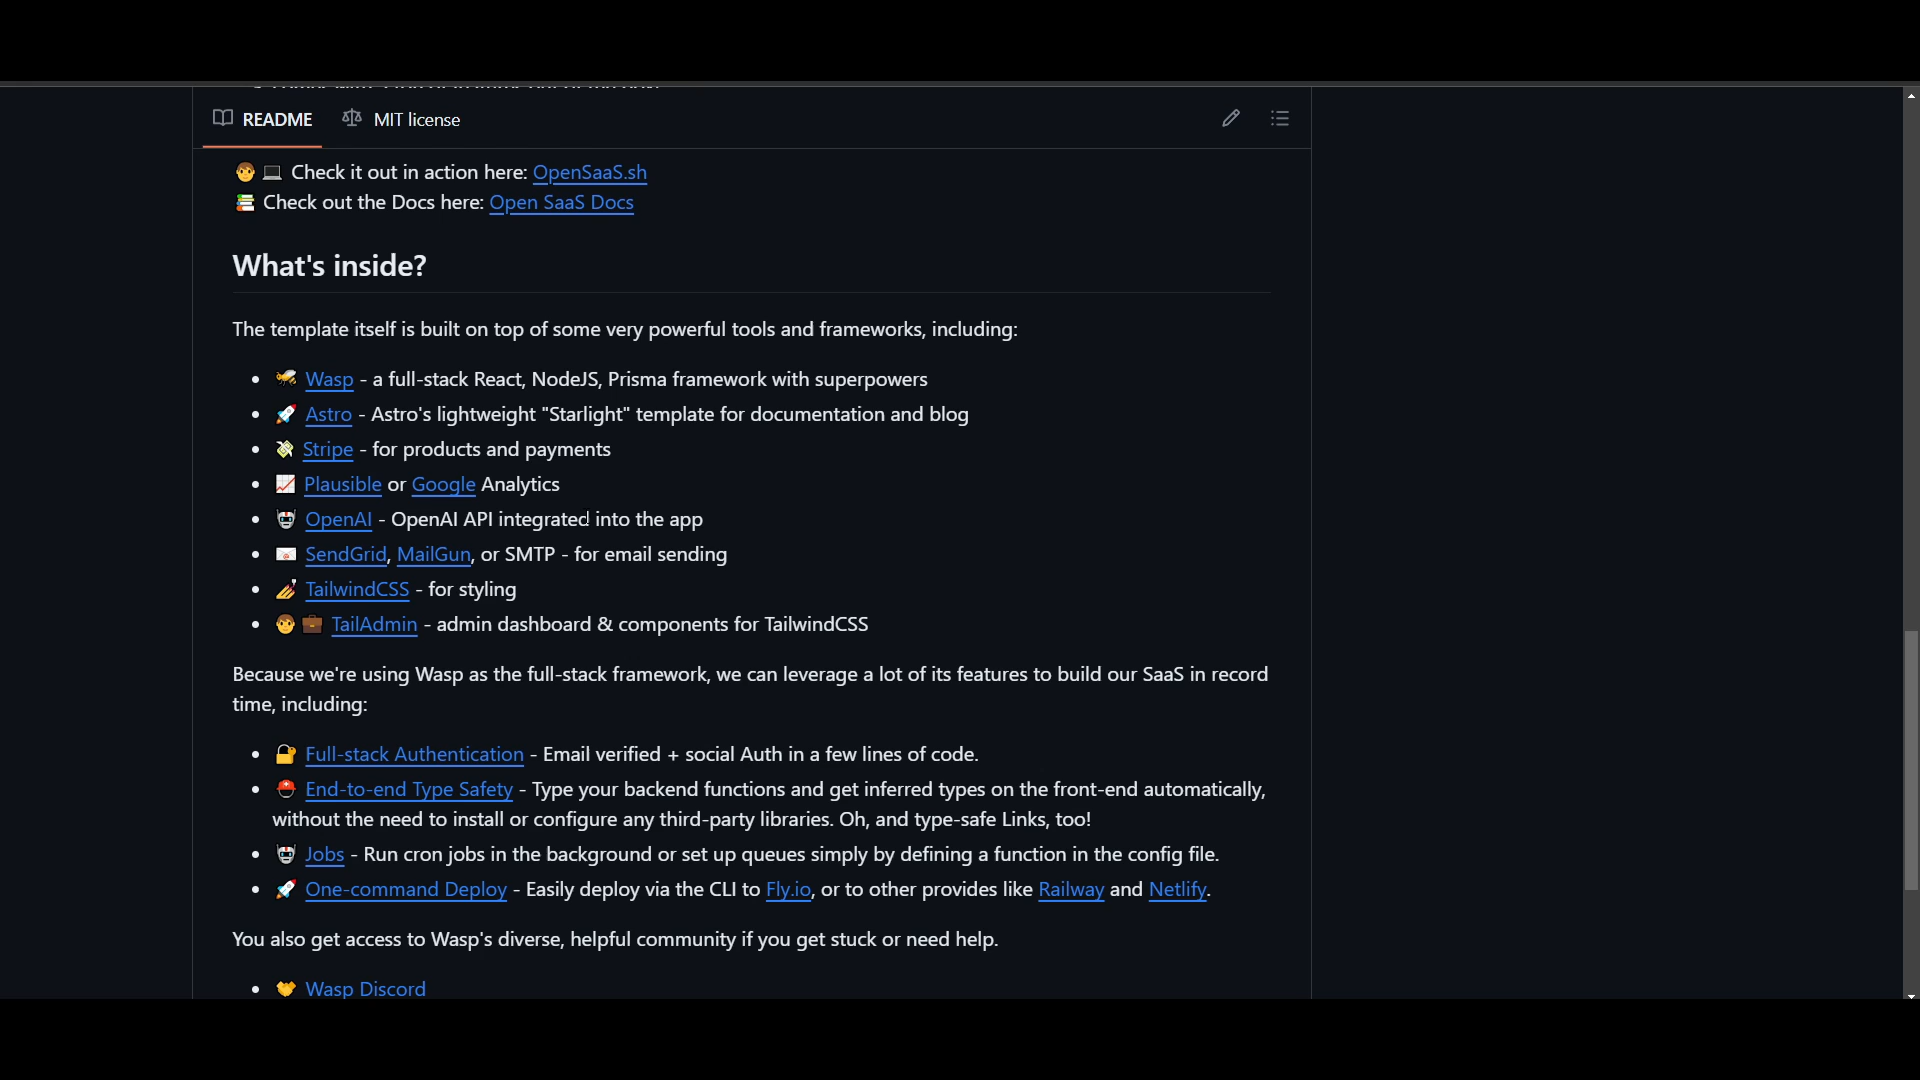 README MIT license
🧑‍💻 Check it out in action here: OpenSaaS.sh
📚 Check out the Docs here: Open SaaS Docs
What's inside?
The template itself is built on top of some very powerful tools and frameworks, including:
• 🐝 Wasp - a full-stack React, NodeJS, Prisma framework with superpowers
• 🚀 Astro - Astro's lightweight "Starlight" template for documentation and blog
• 💸 Stripe - for products and payments
• 📈 Plausible or Google Analytics
• 🤖 OpenAI - OpenAI API integrated into the app
• 📧 SendGrid, MailGun, or SMTP - for email sending
• 💅 TailwindCSS - for styling
• 🧑‍💼 TailAdmin - admin dashboard & components for TailwindCSS
Because we're using Wasp as the full-stack framework, we can leverage a lot of its features to build our SaaS in record
time, including:
• 🔐 Full-stack Authentication - Email verified + social Auth in a few lines of code.
• ⛑ End-to-end Type Safety - Type your backend functions and get inferred types on the front-end automatically,
without the need to install or configure any third-party libraries. Oh, and type-safe Links, too!
• 🤖 Jobs - Run cron jobs in the background or set up queues simply by defining a function in the config file.
• 🚀 One-command Deploy - Easily deploy via the CLI to Fly.io, or to other provides like Railway and Netlify.
You also get access to Wasp's diverse, helpful community if you get stuck or need help.
• 🤝 Wasp Discord